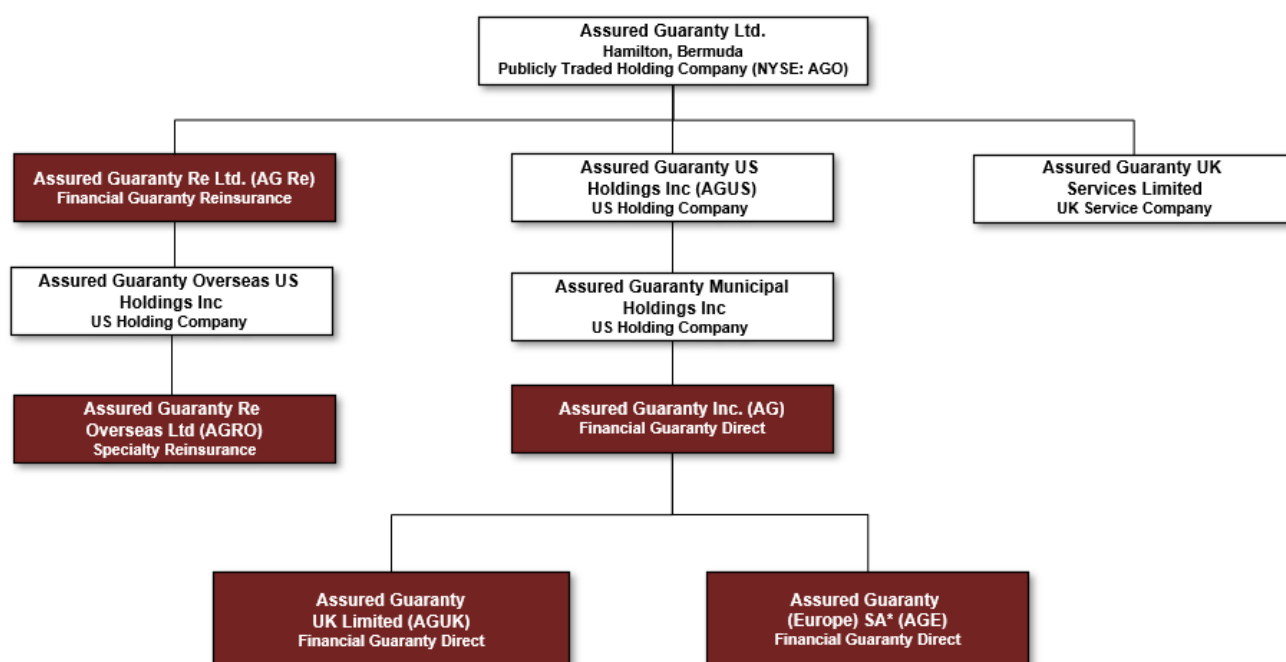 Assured Guaranty Ltd.
Hamilton, Bermuda
Publicly Traded Holding Company (NYSE: AGO)
Assured Guaranty Re Ltd. (AG Re)
Financial Guaranty Reinsurance
Assured Guaranty US
Holdings Inc (AGUS)
US Holding Company
Assured Guaranty UK
Services Limited
UK Service Company
Assured Guaranty Overseas US
Holdings Inc
US Holding Company
Assured Guaranty Municipal
Holdings Inc
US Holding Company
Assured Guaranty Re
Overseas Ltd (AGRO)
Specialty Reinsurance
Assured Guaranty Inc. (AG)
Financial Guaranty Direct
Assured Guaranty
UK Limited (AGUK)
Financial Guaranty Direct
Assured Guaranty
(Europe) SA* (AGE)
Financial Guaranty Direct